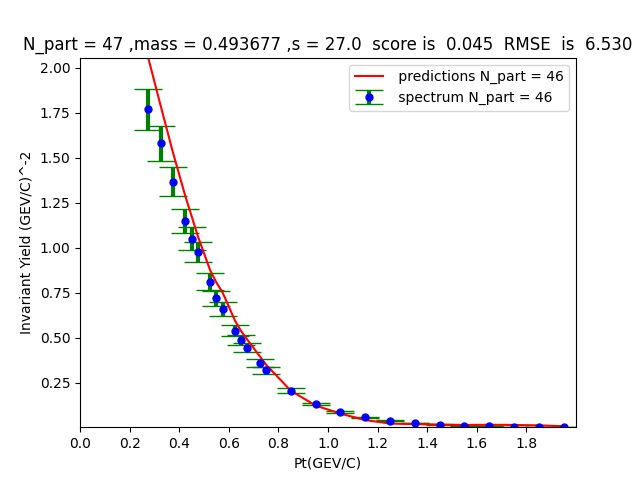 N_part = 47 ,mass = 0.493677 ,s = 27.0  score is  0.045  RMSE  is  6.530
predictions N_part = 46
spectrum N_part = 46
Invariant Yield (GEV/C)^-2
2.00
1.75
1.50
1.25
1.00
0.75
0.50
0.25
0.0 0.2 0.4 0.6 0.8 1.0 1.2 1.4 1.6 1.8
Pt(GEV/C)